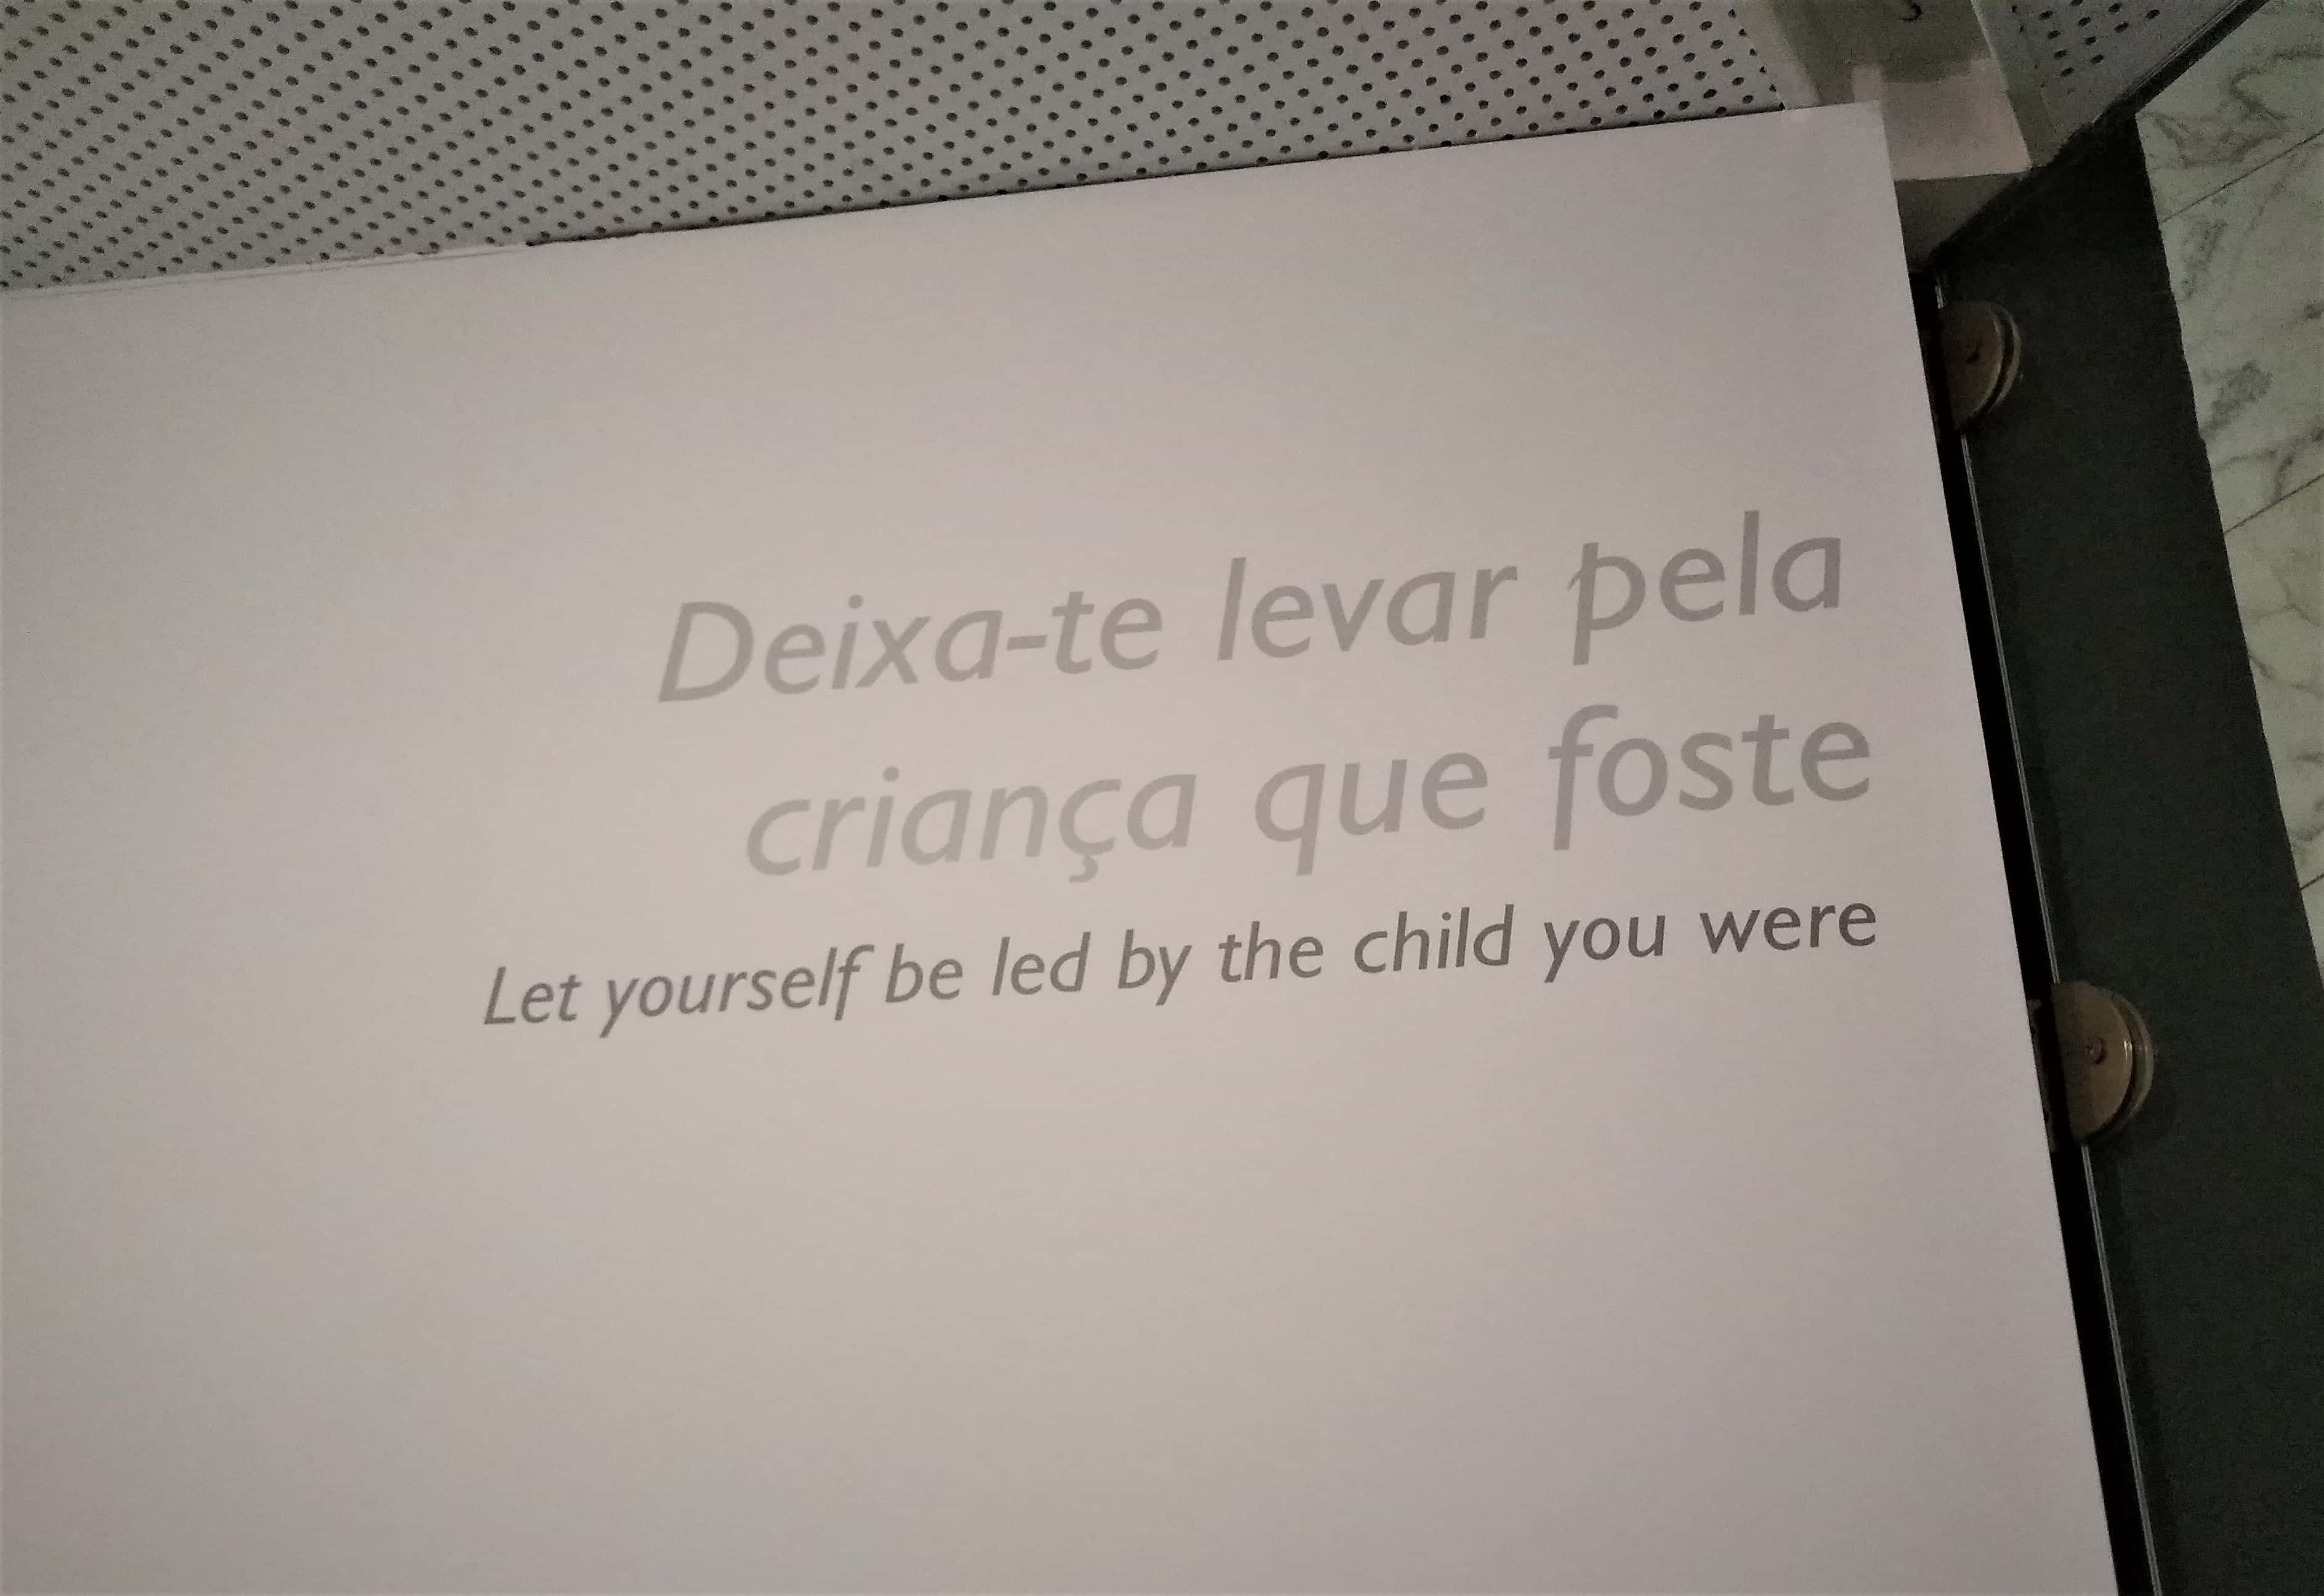 Deixa-te levar pela
criança que foste
Let yourself be led by the child you were